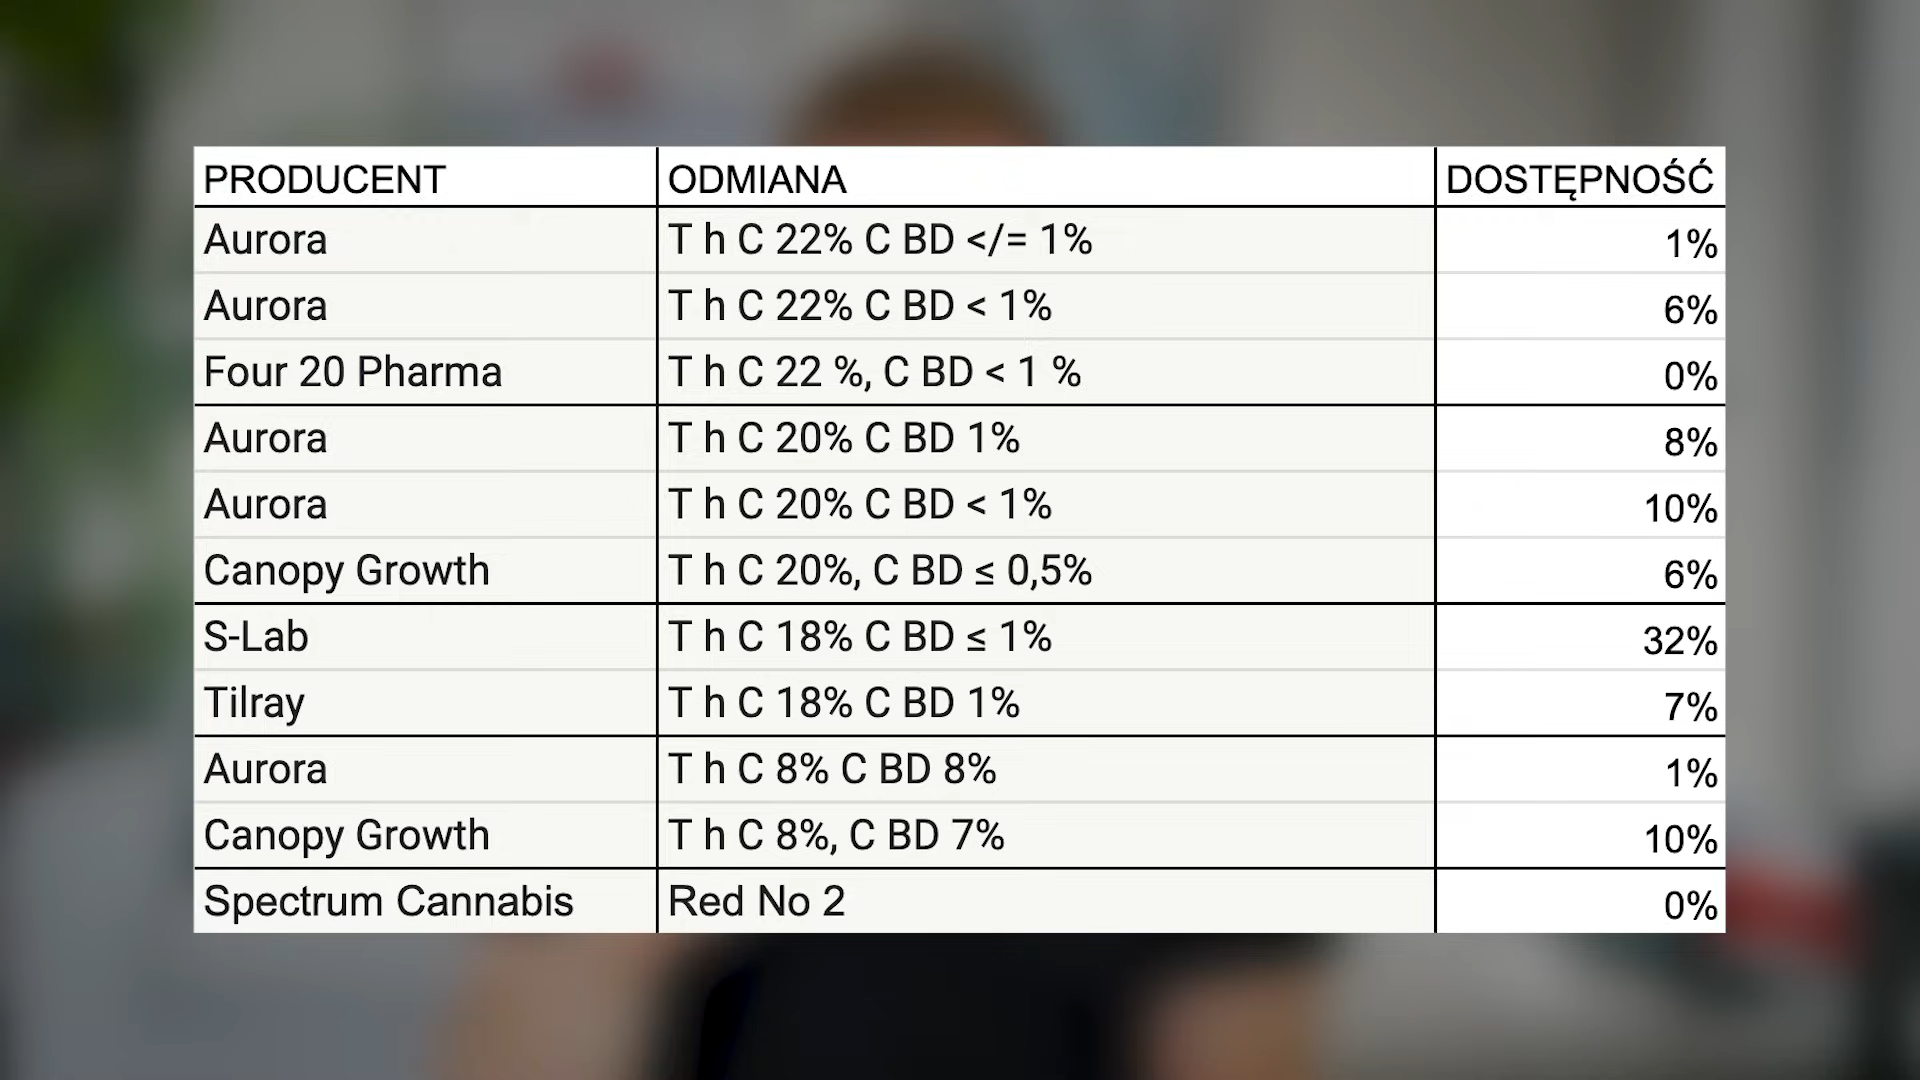 PRODUCENT ODMIANA DOSTĘPNOŚĆ
Aurora T h C 22% C BD </= 1% 1%
Aurora T h C 22% C BD < 1% 6%
Four 20 Pharma T h C 22 %, C BD < 1 % 0%
Aurora T h C 20% C BD 1% 8%
Aurora T h C 20% C BD < 1% 10%
Canopy Growth T h C 20%, C BD ≤ 0,5% 6%
S-Lab T h C 18% C BD ≤ 1% 32%
Tilray T h C 18% C BD 1% 7%
Aurora T h C 8% C BD 8% 1%
Canopy Growth T h C 8%, C BD 7% 10%
Spectrum Cannabis Red No 2 0%